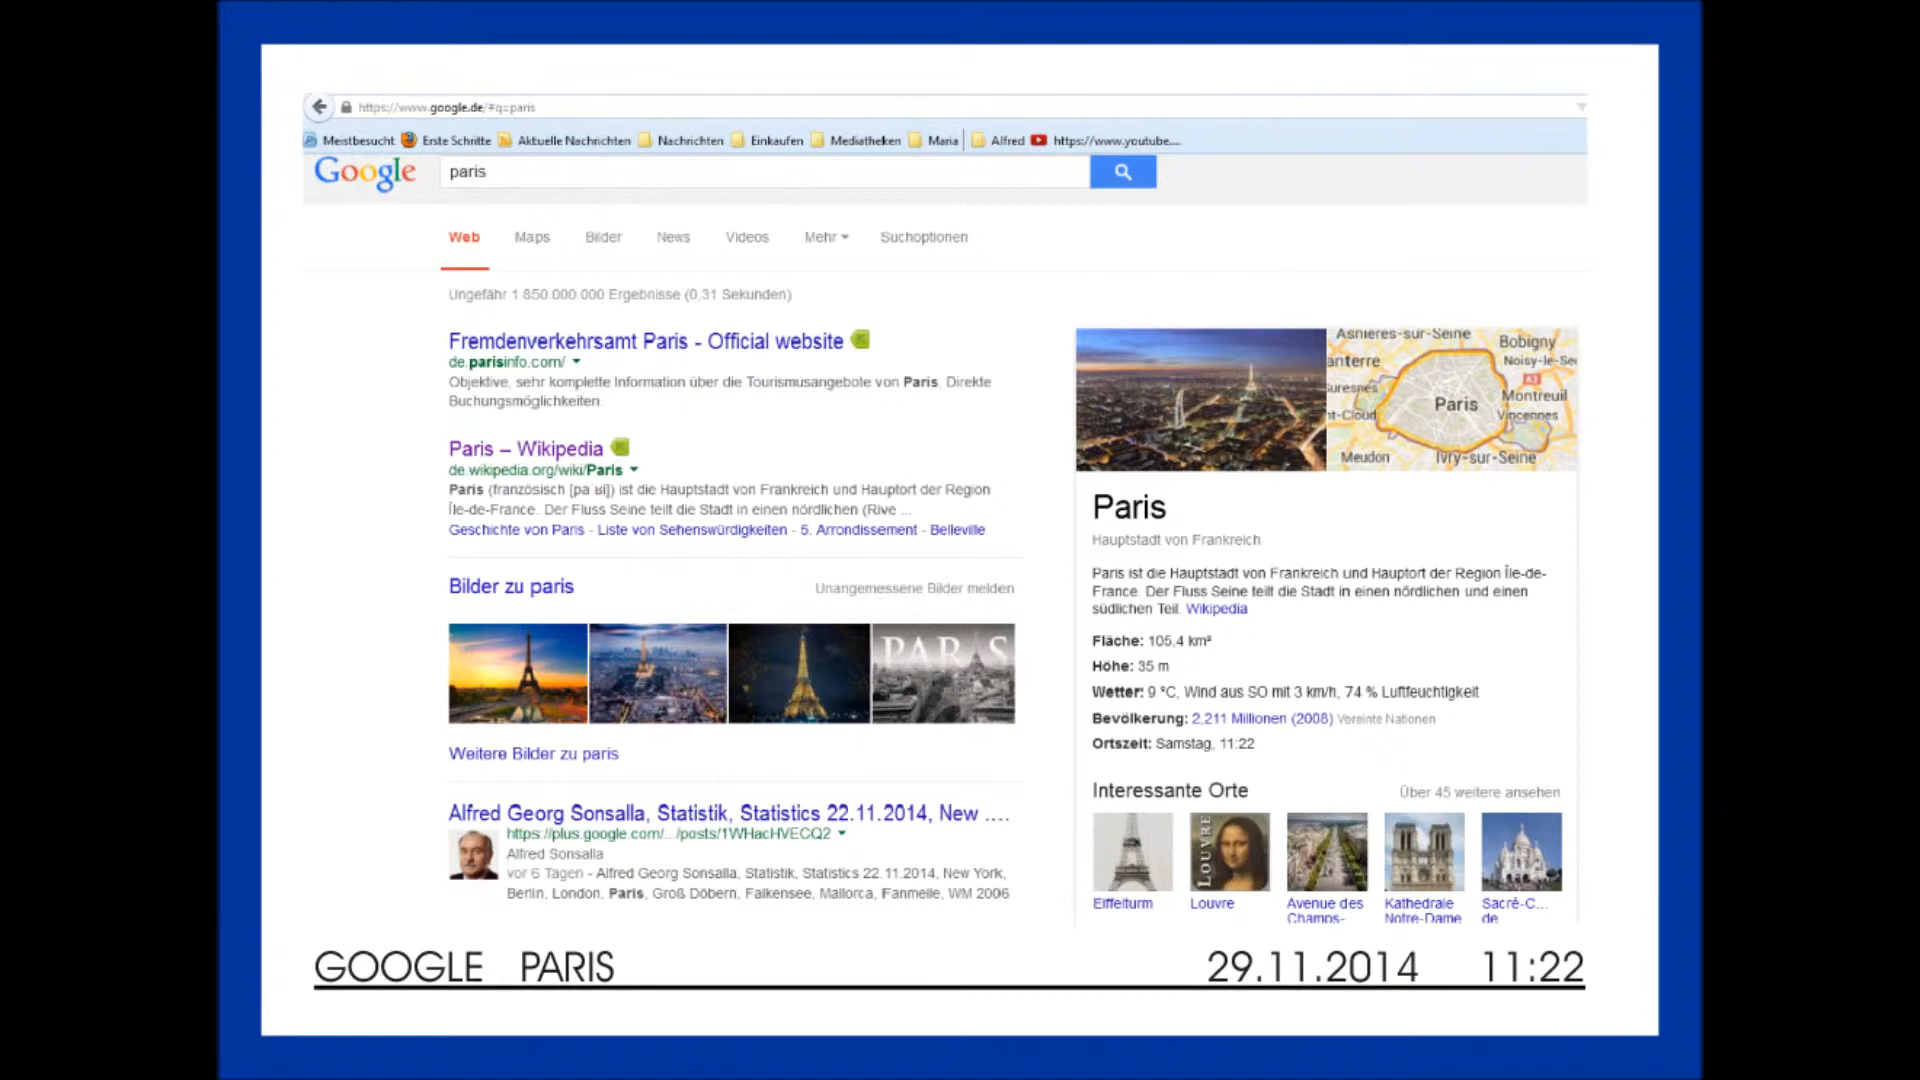 https://www.google.de/#q=paris
Meistbesucht Erste Schritte Aktuelle Nachrichten Nachrichten Einkaufen Mediatheken Maria Alfred https://www.youtube....
Google paris
Web Maps Bilder News Videos Mehr Suchoptionen
Ungefähr 1.850.000.000 Ergebnisse (0,31 Sekunden)
Fremdenverkehrsamt Paris - Official website
de.parisinfo.com/
Objektive, sehr komplette Information über die Tourismusangebote von Paris. Direkte
Buchungsmöglichkeiten.
Paris – Wikipedia
de.wikipedia.org/wiki/Paris
Paris (französisch [paˈʁi]) ist die Hauptstadt von Frankreich und Hauptort der Region
Île-de-France. Der Fluss Seine teilt die Stadt in einen nördlichen (Rive ...
Geschichte von Paris - Liste von Sehenswürdigkeiten - 5. Arrondissement - Belleville
Bilder zu paris Unangemessene Bilder melden
PARIS
Weitere Bilder zu paris
Alfred Georg Sonsalla, Statistik, Statistics 22.11.2014, New ....
https://plus.google.com/.../posts/1WHacHVECQ2
Alfred Sonsalla
vor 6 Tagen - Alfred Georg Sonsalla, Statistik, Statistics 22.11.2014, New York,
Berlin, London, Paris, Groß Döbern, Falkensee, Mallorca, Fanmeile, WM 2006
Asnières-sur-Seine
Bobigny
anterre
Noisy-le-Sec
A3
uresnes
Montreuil
Paris
nt-Cloud
Vincennes
Meudon
Ivry-sur-Seine
Paris
Hauptstadt von Frankreich
Paris ist die Hauptstadt von Frankreich und Hauptort der Region Île-de-
France. Der Fluss Seine teilt die Stadt in einen nördlichen und einen
südlichen Teil. Wikipedia
Fläche: 105,4 km²
Höhe: 35 m
Wetter: 9 °C, Wind aus SO mit 3 km/h, 74 % Luftfeuchtigkeit
Bevölkerung: 2,211 Millionen (2008) Vereinte Nationen
Ortszeit: Samstag, 11:22
Interessante Orte Über 45 weitere ansehen
LOUVRE
Eiffelturm Louvre Avenue des Kathedrale Sacré-C...
Champs- Notre-Dame de
GOOGLE PARIS 29.11.2014 11:22